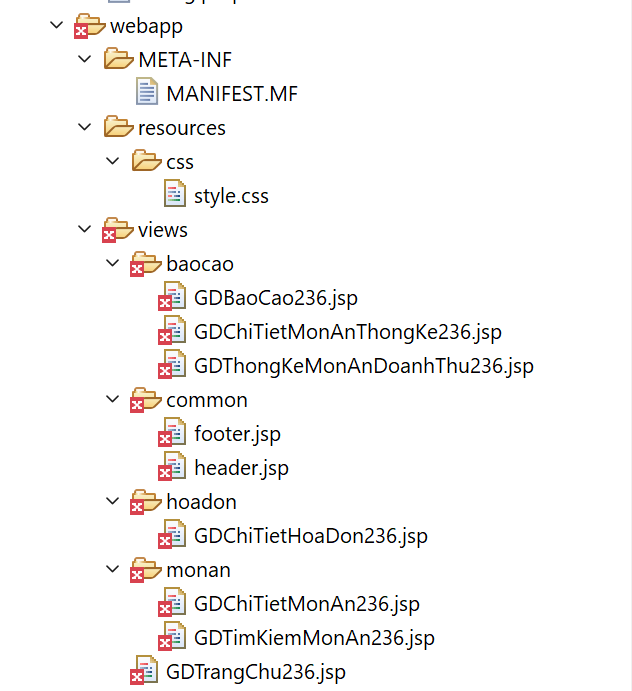 webapp
META-INF
MANIFEST.MF
resources
css
style.css
views
baocao
GDBaoCao236.jsp
GDChiTietMonAnThongKe236.jsp
GDThongKeMonAnDoanhThu236.jsp
common
footer.jsp
header.jsp
hoadon
GDChiTietHoaDon236.jsp
monan
GDChiTietMonAn236.jsp
GDTimKiemMonAn236.jsp
GDTrangChu236.jsp